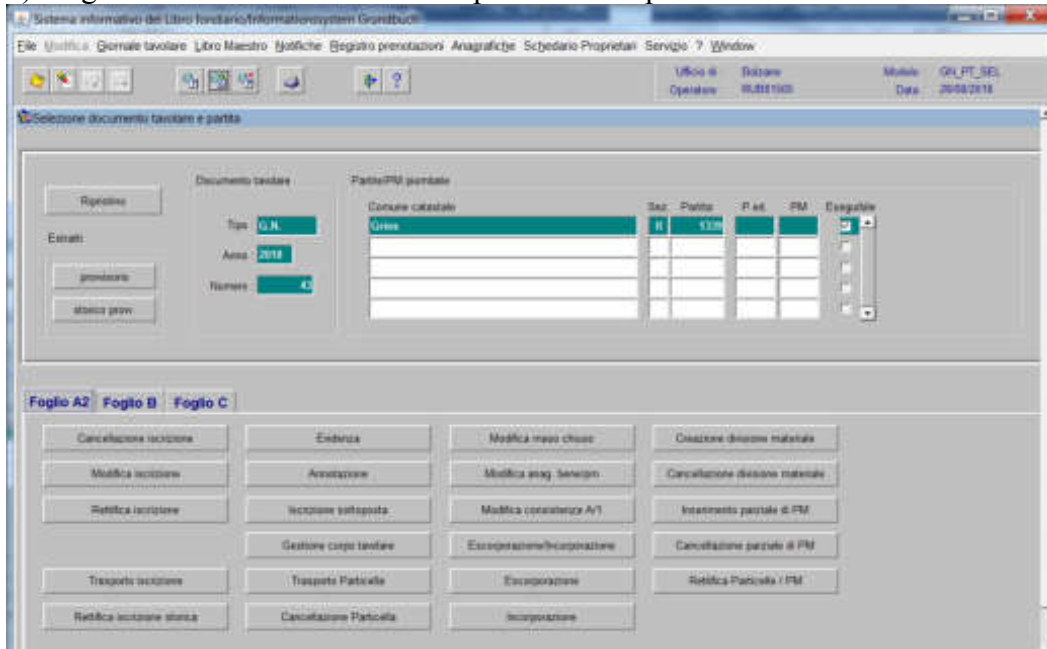 Sistema informativo del Libro fondiario/Informationssystem Grundbuch
File Modifica Giornale tavolare Libro Maestro Notifiche Registro prenotazioni Anagrafiche Schedario Proprietari Servizio ? Window
Ufficio di Bolzano Modulo GN_PT_SEL
Operatore Data
Selezione documento tavolare e partita
Documento tavolare Partite/PM piombate
Ripristino Comune catastale Sez. Partita P.ed. PM Eseguibile
Tipo G.N. Gries II 1339
Estratti
Anno 2018
provvisorio
Numero 43
storico prov.
Foglio A2 Foglio B Foglio C
Cancellazione iscrizione Evidenza Modifica maso chiuso Creazione divisione materiale
Modifica iscrizione Annotazione Modifica anag. beni/pm Cancellazione divisione materiale
Rettifica iscrizione Iscrizione sottoposta Modifica consistenza A/1 Inserimento parziale di PM
Gestione corpo tavolare Escorporazione/Incorporazione Cancellazione parziale di PM
Trasporto iscrizione Trasporto Particelle Escorporazione Rettifica Particella / PM
Rettifica iscrizione storica Cancellazione Particella Incorporazione